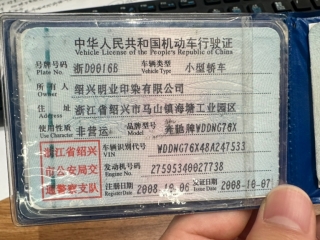 中华人民共和国机动车行驶证
Vehicle License of the People's Republic of China
号牌号码 浙D9016B 车辆类型 小型轿车
Plate No. Vehicle Type
所有人 绍兴明业印染有限公司
Owner
住址 浙江省绍兴市马山镇海塘工业园区
Address
使用性质 非营运 品牌型号 奔驰牌WDDNG76X
Use Character Model
浙江省绍兴 车辆识别代号 WDDNG76X48A247533
VIN
市公安局交 发动机号码 27595340027738
Engine No.
通警察支队 注册日期 2008-10-06 发证日期 2008-10-07
Register Date Issue Date